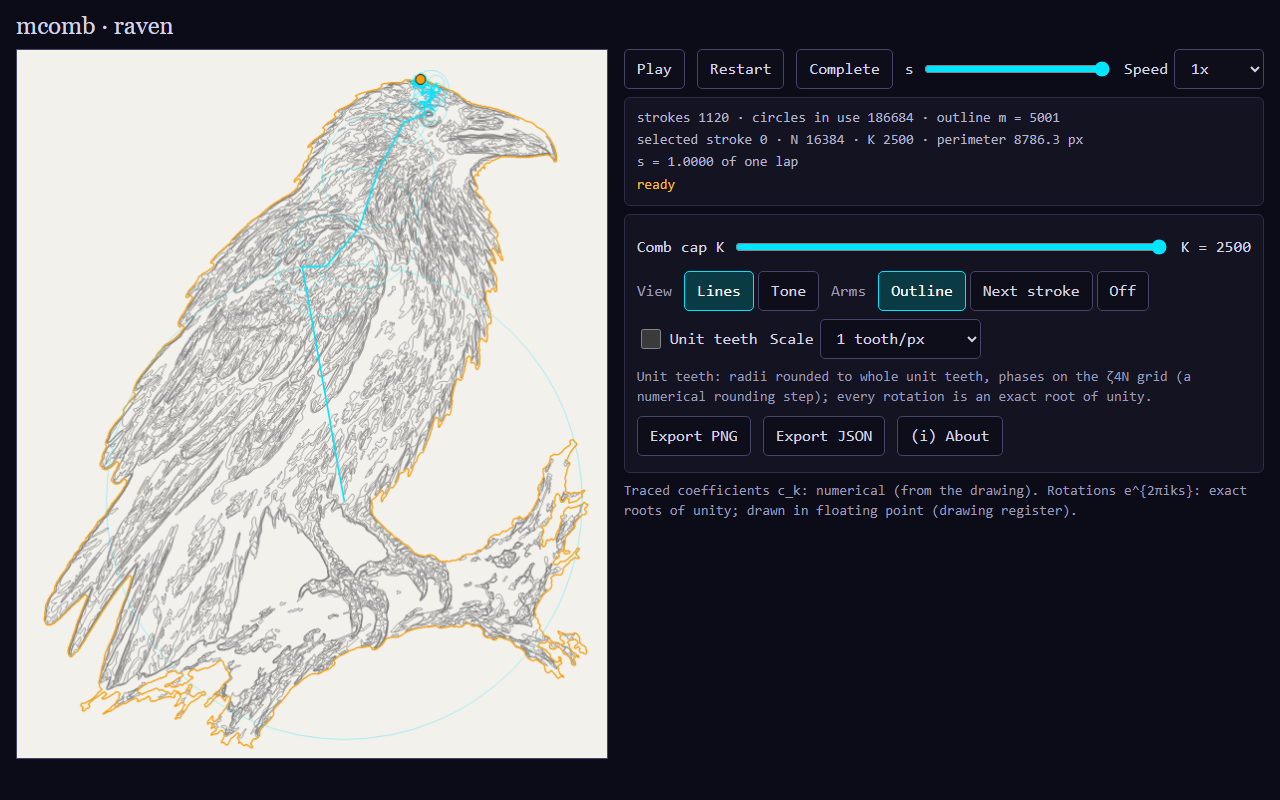 mcomb · raven
Play Restart Complete s Speed 1x
strokes 1120 · circles in use 186684 · outline m = 5001
selected stroke 0 · N 16384 · K 2500 · perimeter 8786.3 px
s = 1.0000 of one lap
ready
Comb cap K K = 2500
View Lines Tone Arms Outline Next stroke Off
Unit teeth Scale 1 tooth/px
Unit teeth: radii rounded to whole unit teeth, phases on the ζ4N grid (a
numerical rounding step); every rotation is an exact root of unity.
Export PNG Export JSON (i) About
Traced coefficients c_k: numerical (from the drawing). Rotations e^{2πiks}: exact
roots of unity; drawn in floating point (drawing register).